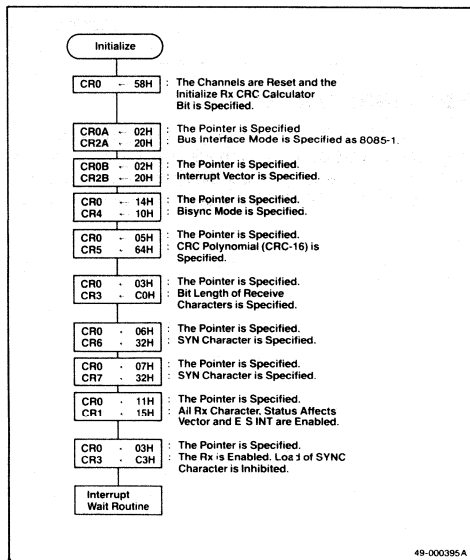 Initialize
CR0 ← 58H : The Channels are Reset and the
Initialize Rx CRC Calculator
Bit is Specified.
CR0A ← 02H : The Pointer is Specified
CR2A ← 20H : Bus Interface Mode is Specified as 8085-1.
CR0B ← 02H : The Pointer is Specified.
CR2B ← 20H : Interrupt Vector is Specified.
CR0 ← 14H : The Pointer is Specified.
CR4 ← 10H : Bisync Mode is Specified.
CR0 ← 05H : The Pointer is Specified.
CR5 ← 64H : CRC Polynomial (CRC-16) is
Specified.
CR0 ← 03H : The Pointer is Specified.
CR3 ← C0H : Bit Length of Receive
Characters is Specified.
CR0 ← 06H : The Pointer is Specified.
CR6 ← 32H : SYN Character is Specified.
CR0 ← 07H : The Pointer is Specified.
CR7 ← 32H : SYN Character is Specified.
CR0 ← 11H : The Pointer is Specified.
CR1 ← 15H : All Rx Character, Status Affects
Vector and E S INT are Enabled.
CR0 ← 03H : The Pointer is Specified.
CR3 ← C3H : The Rx is Enabled. Load of SYNC
Character is Inhibited.
Interrupt
Wait Routine
49-000395A